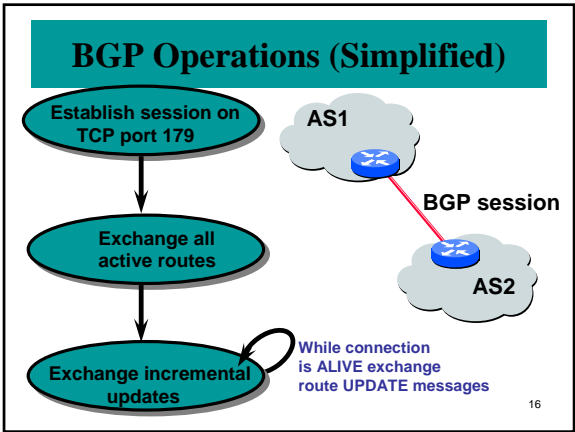 BGP Operations (Simplified)
Establish session on
TCP port 179
AS1
BGP session
Exchange all
active routes
AS2
Exchange incremental
updates
While connection
is ALIVE exchange
route UPDATE messages
16